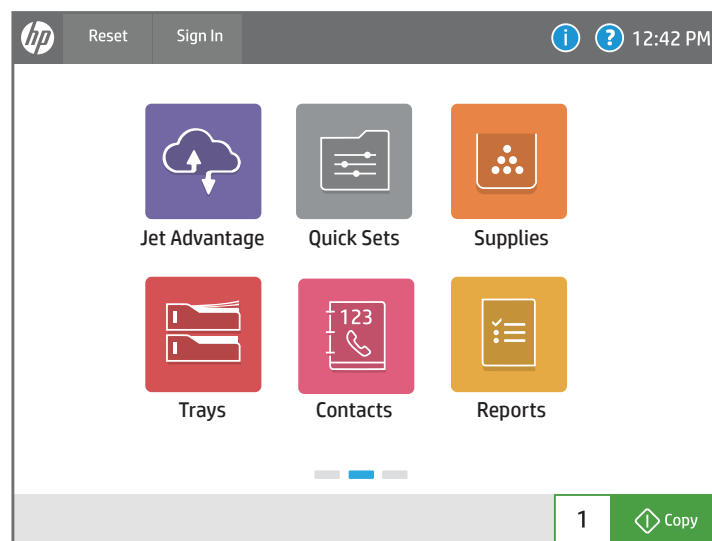 hp Reset Sign In i ? 12:42 PM
Jet Advantage Quick Sets Supplies
123
Trays Contacts Reports
1 Copy